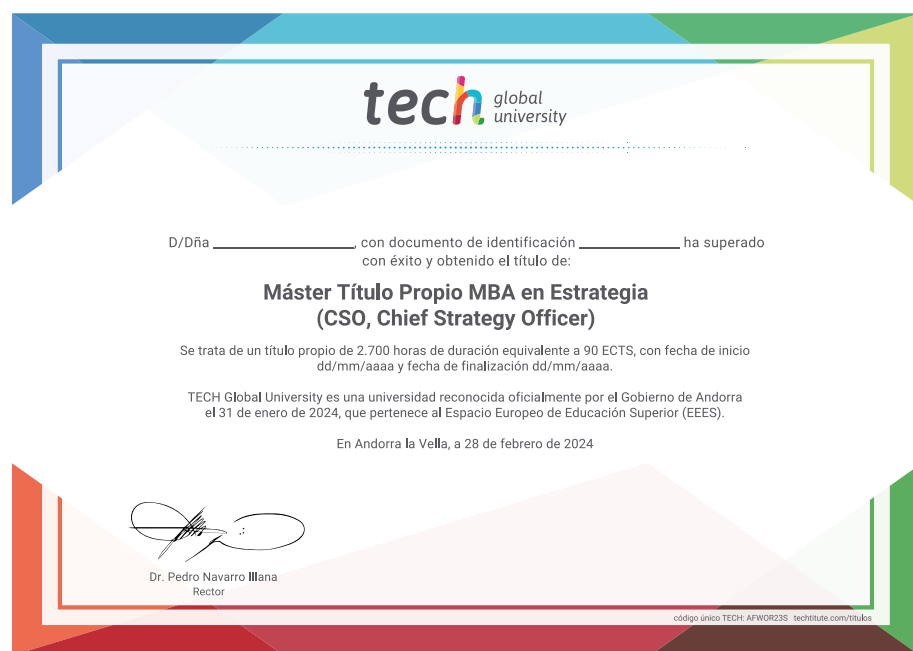 tech global university
D/Dña ____________________, con documento de identificación ______________ ha superado
con éxito y obtenido el título de:
Máster Título Propio MBA en Estrategia
(CSO, Chief Strategy Officer)
Se trata de un título propio de 2.700 horas de duración equivalente a 90 ECTS, con fecha de inicio
dd/mm/aaaa y fecha de finalización dd/mm/aaaa.
TECH Global University es una universidad reconocida oficialmente por el Gobierno de Andorra
el 31 de enero de 2024, que pertenece al Espacio Europeo de Educación Superior (EEES).
En Andorra la Vella, a 28 de febrero de 2024
Dr. Pedro Navarro Illana
Rector
código único TECH: AFWOR23S techtitute.com/titulos